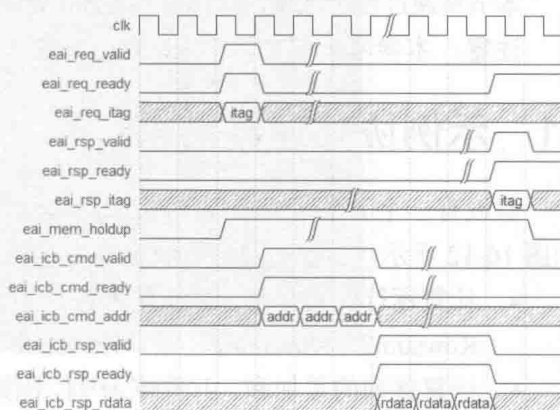 clk
eai_req_valid
eai_req_ready
eai_req_itag
itag
eai_rsp_valid
eai_rsp_ready
eai_rsp_itag
itag
eai_mem_holdup
eai_icb_cmd_valid
eai_icb_cmd_ready
eai_icb_cmd_addr
addr addr addr
eai_icb_rsp_valid
eai_icb_rsp_ready
eai_icb_rsp_rdata
rdata rdata rdata